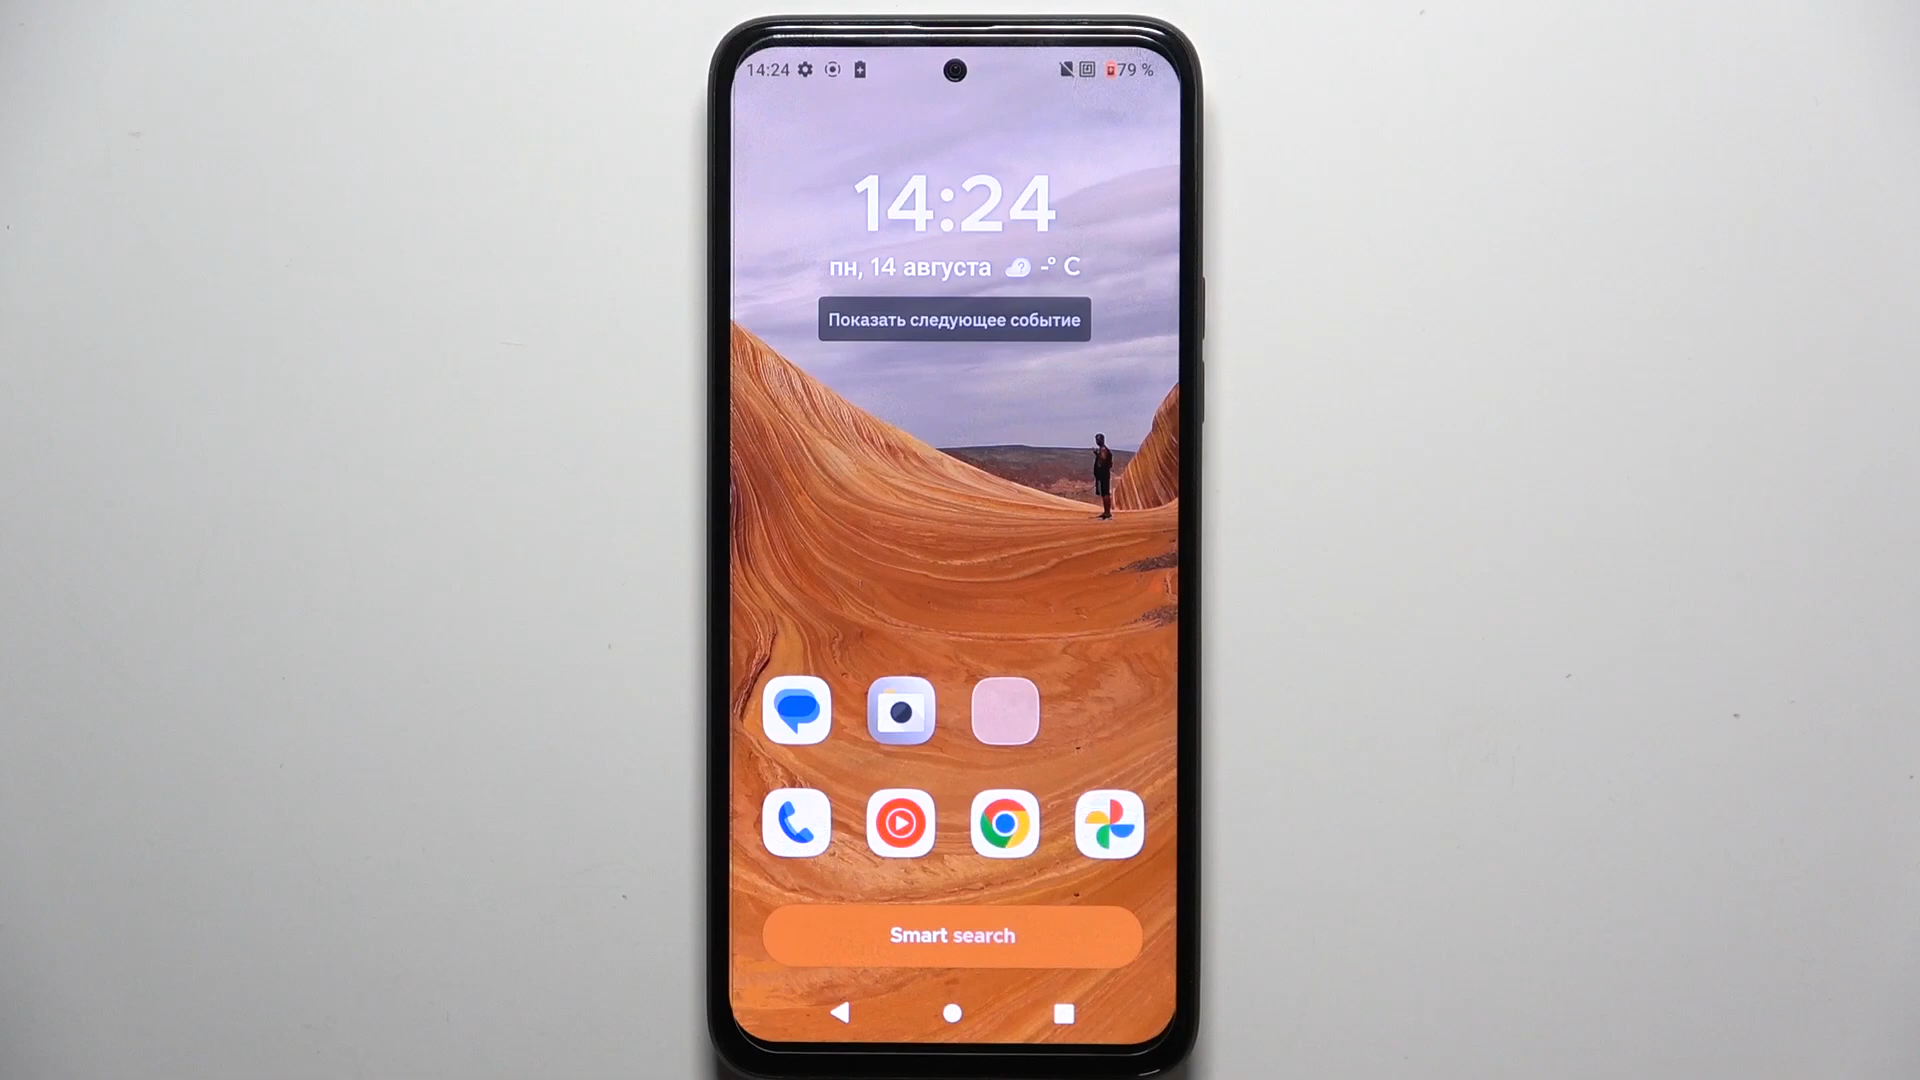 14:24 79 %
14:24
пн, 14 августа -° C
Показать следующее событие
Smart search